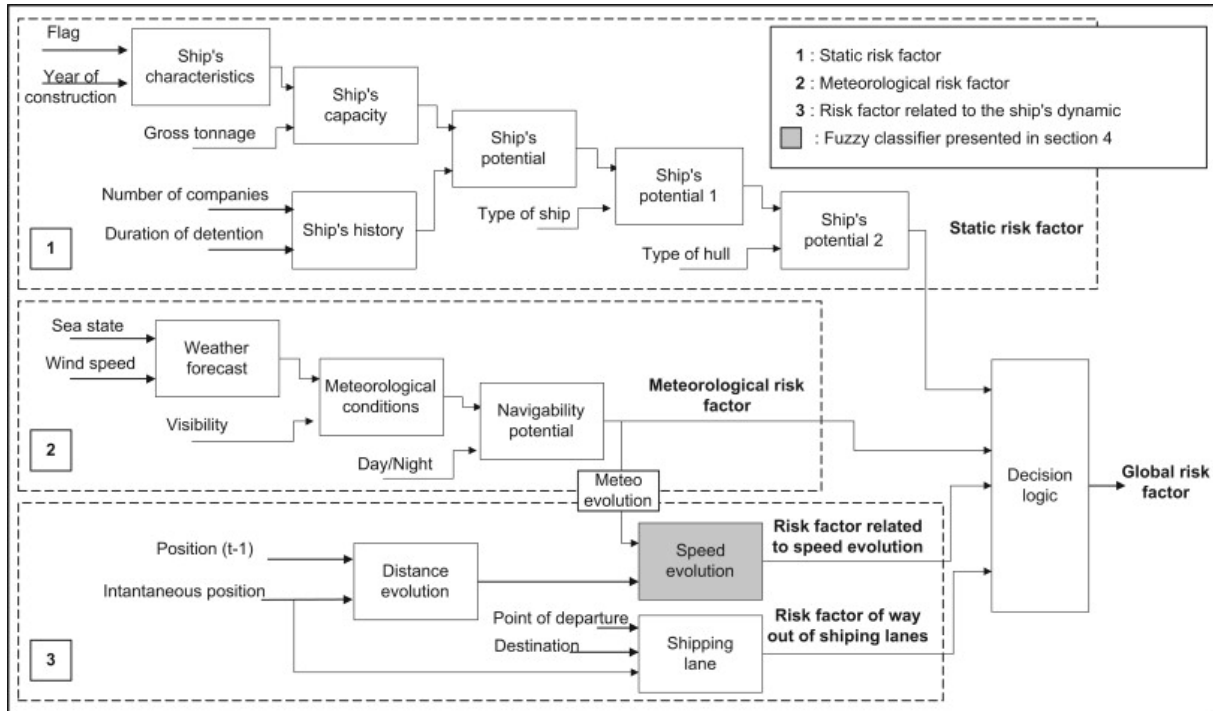 Flag
Year of
construction
Ship's
characteristics
Gross tonnage
Ship's
capacity
Number of companies
Duration of detention
Ship's history
Ship's
potential
Type of ship
Ship's
potential 1
Type of hull
Ship's
potential 2
Static risk factor
1
1 : Static risk factor
2 : Meteorological risk factor
3 : Risk factor related to the ship's dynamic
: Fuzzy classifier presented in section 4
Sea state
Wind speed
Weather
forecast
Visibility
Meteorological
conditions
Day/Night
Navigability
potential
Meteorological risk
factor
2
Meteo
evolution
Position (t-1)
Intantaneous position
Distance
evolution
Speed
evolution
Risk factor related
to speed evolution
Point of departure
Destination
Shipping
lane
Risk factor of way
out of shiping lanes
3
Decision
logic
Global risk
factor